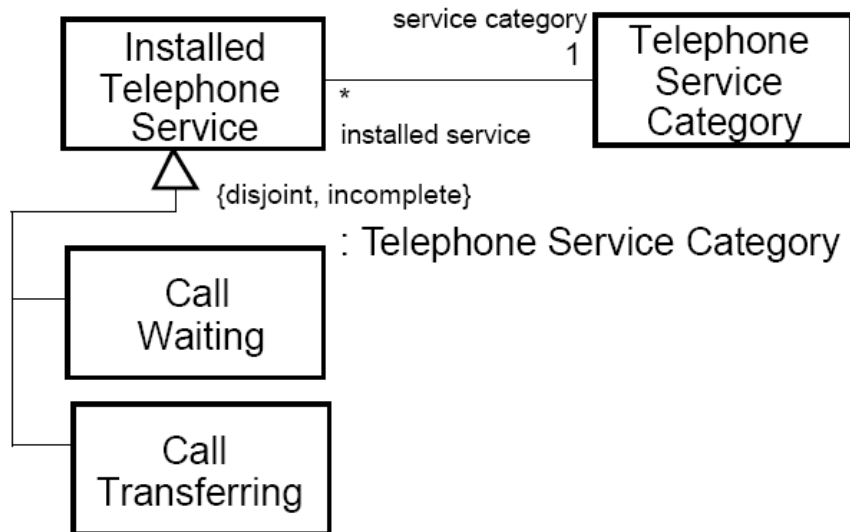 Installed
Telephone
Service
service category
1
*
installed service
Telephone
Service
Category
{disjoint, incomplete}
: Telephone Service Category
Call
Waiting
Call
Transferring